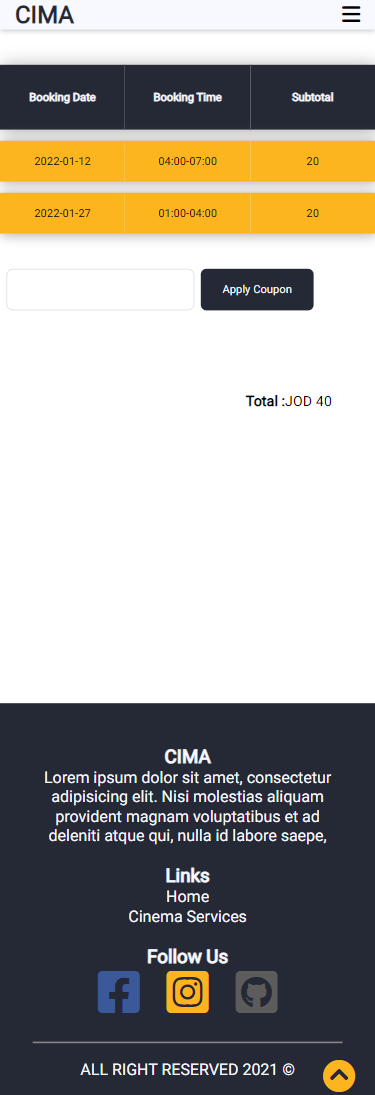 CIMA
Booking Date Booking Time Subtotal
2022-01-12 04:00-07:00 20
2022-01-27 01:00-04:00 20
Apply Coupon
Total :JOD 40
CIMA
Lorem ipsum dolor sit amet, consectetur
adipisicing elit. Nisi molestias aliquam
provident magnam voluptatibus et ad
deleniti atque qui, nulla id labore saepe,
Links
Home
Cinema Services
Follow Us
ALL RIGHT RESERVED 2021 ©